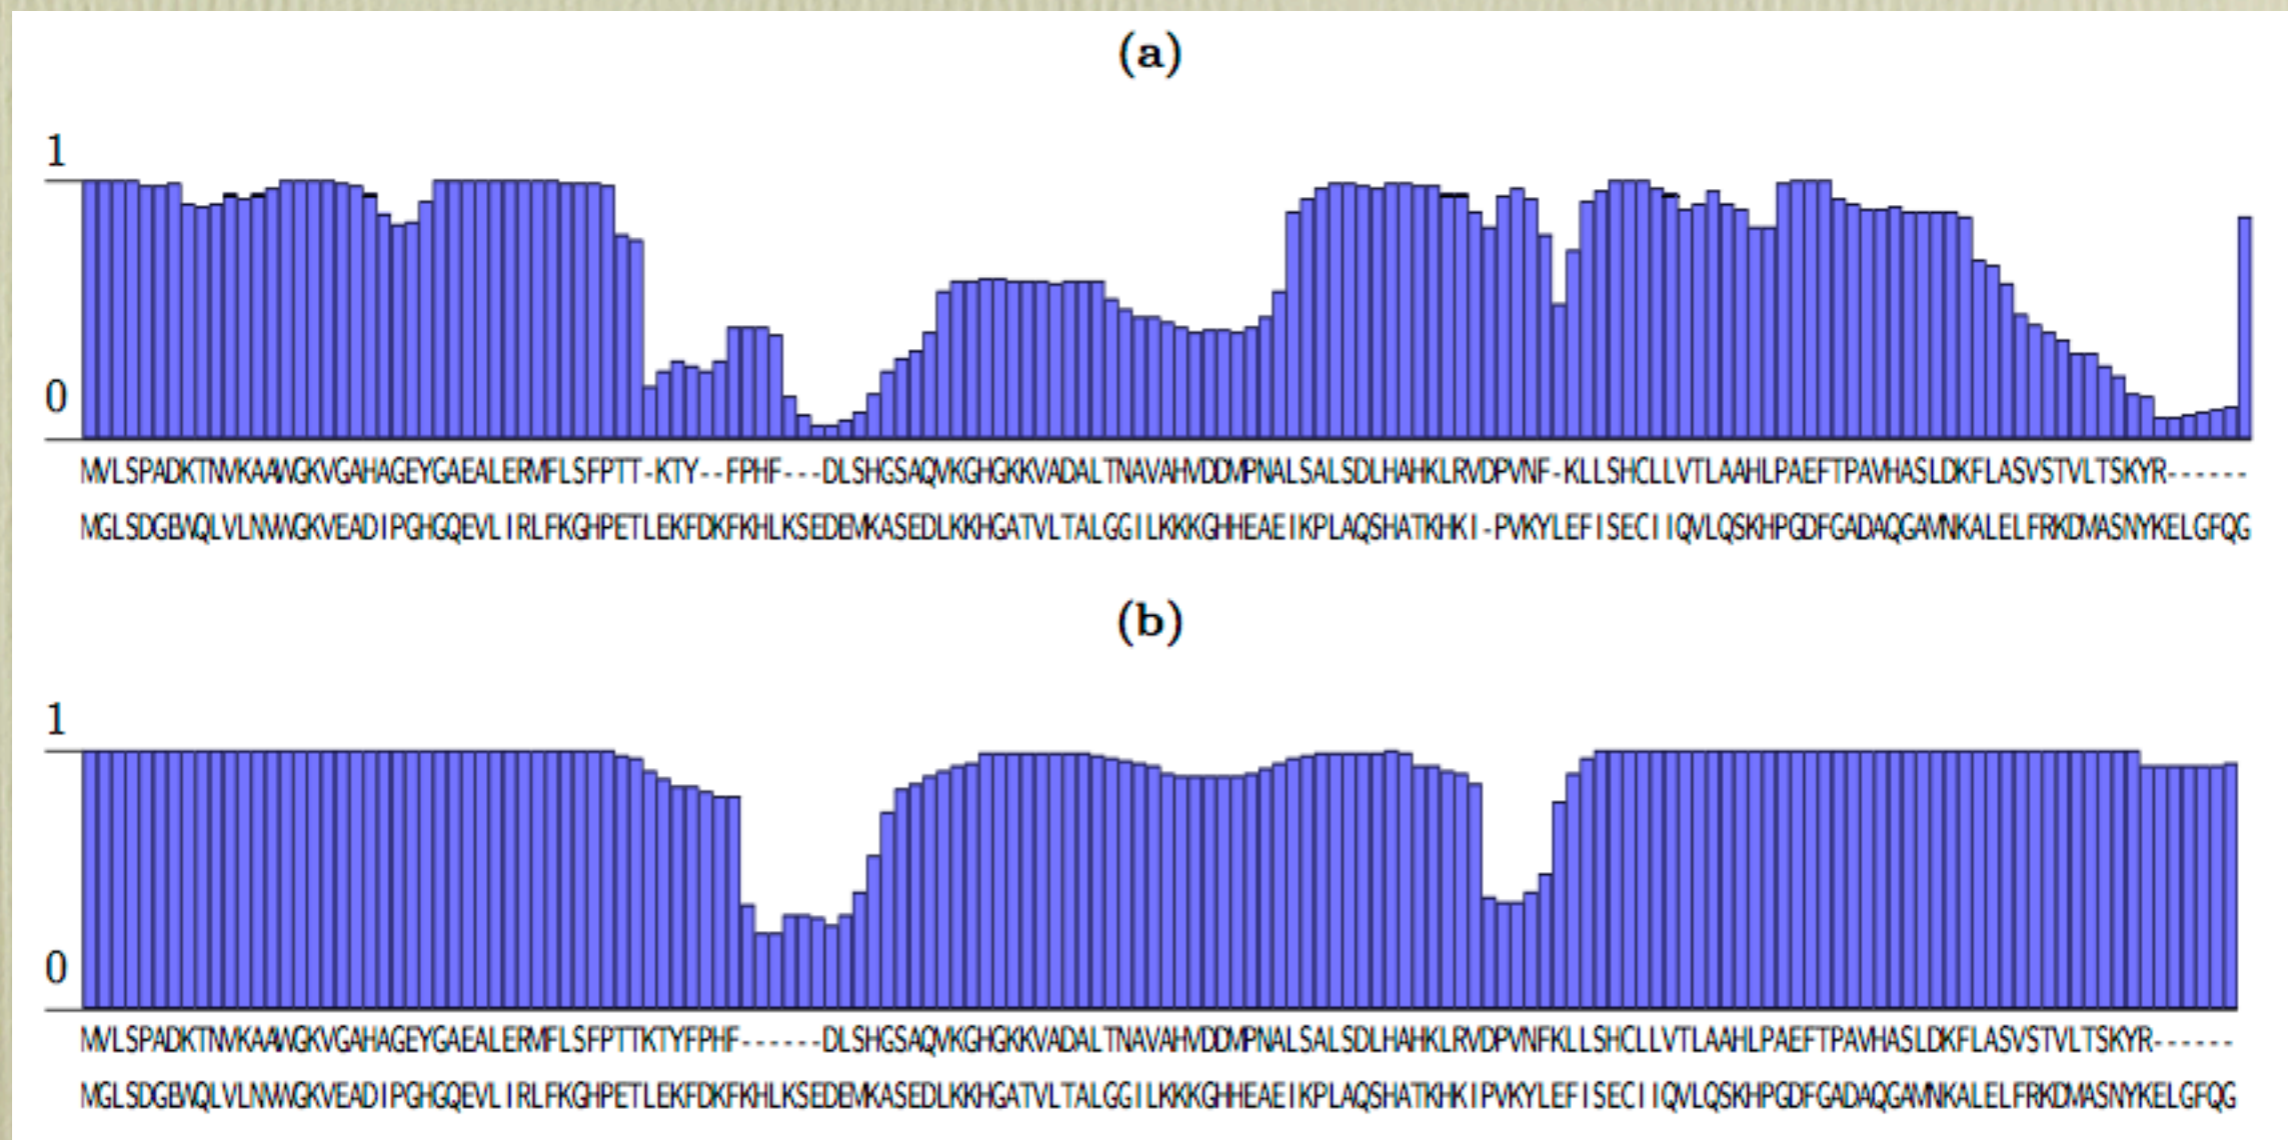 (a)
1
0
MVLSPADKTNVKAAWGKVGAHAGEYGAEALERMFLSFPTT-KTY--FPHF---DLSHGSAQVKGHGKKVADALTNAVAHVDDMPNALSALSDLHAHKLRVDPVNF-KLLSHCLLVTLAAHLPAEFTPAVHASLDKFLASVSTVLTSKYR------
MGLSDGEWQLVLNVWGKVEADIPGHGQEVLIRLFKGHPETLEKFDKFKHLKSEDEMKASEDLKKHGATVLTALGGILKKKGHHEAEIKPLAQSHATKHKI-PVKYLEFISECIIQVLQSKHPGDFGADAQGAMNKALELFRKDMASNYKELGFQG
(b)
1
0
MVLSPADKTNVKAAWGKVGAHAGEYGAEALERMFLSFPTTKTYFPHF------DLSHGSAQVKGHGKKVADALTNAVAHVDDMPNALSALSDLHAHKLRVDPVNFKLLSHCLLVTLAAHLPAEFTPAVHASLDKFLASVSTVLTSKYR------
MGLSDGEWQLVLNVWGKVEADIPGHGQEVLIRLFKGHPETLEKFDKFKHLKSEDEMKASEDLKKHGATVLTALGGILKKKGHHEAEIKPLAQSHATKHKIPVKYLEFISECIIQVLQSKHPGDFGADAQGAMNKALELFRKDMASNYKELGFQG